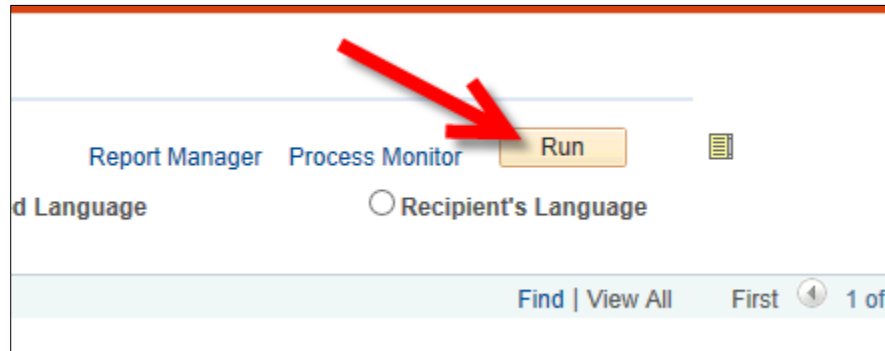 Report Manager Process Monitor Run
d Language Recipient's Language
Find | View All First 1 of